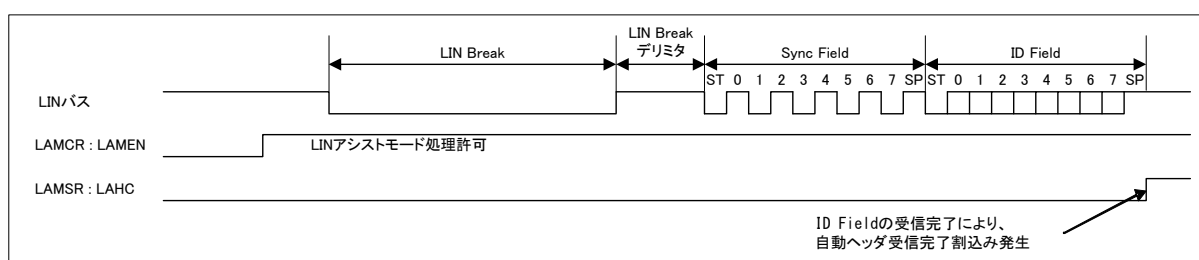 LIN Break
LIN Break
デリミタ
Sync Field
ID Field
ST 0 1 2 3 4 5 6 7 SP ST 0 1 2 3 4 5 6 7 SP
LINバス
LAMCR : LAMEN
LINアシストモード処理許可
LAMSR : LAHC
ID Fieldの受信完了により、
自動ヘッダ受信完了割込み発生